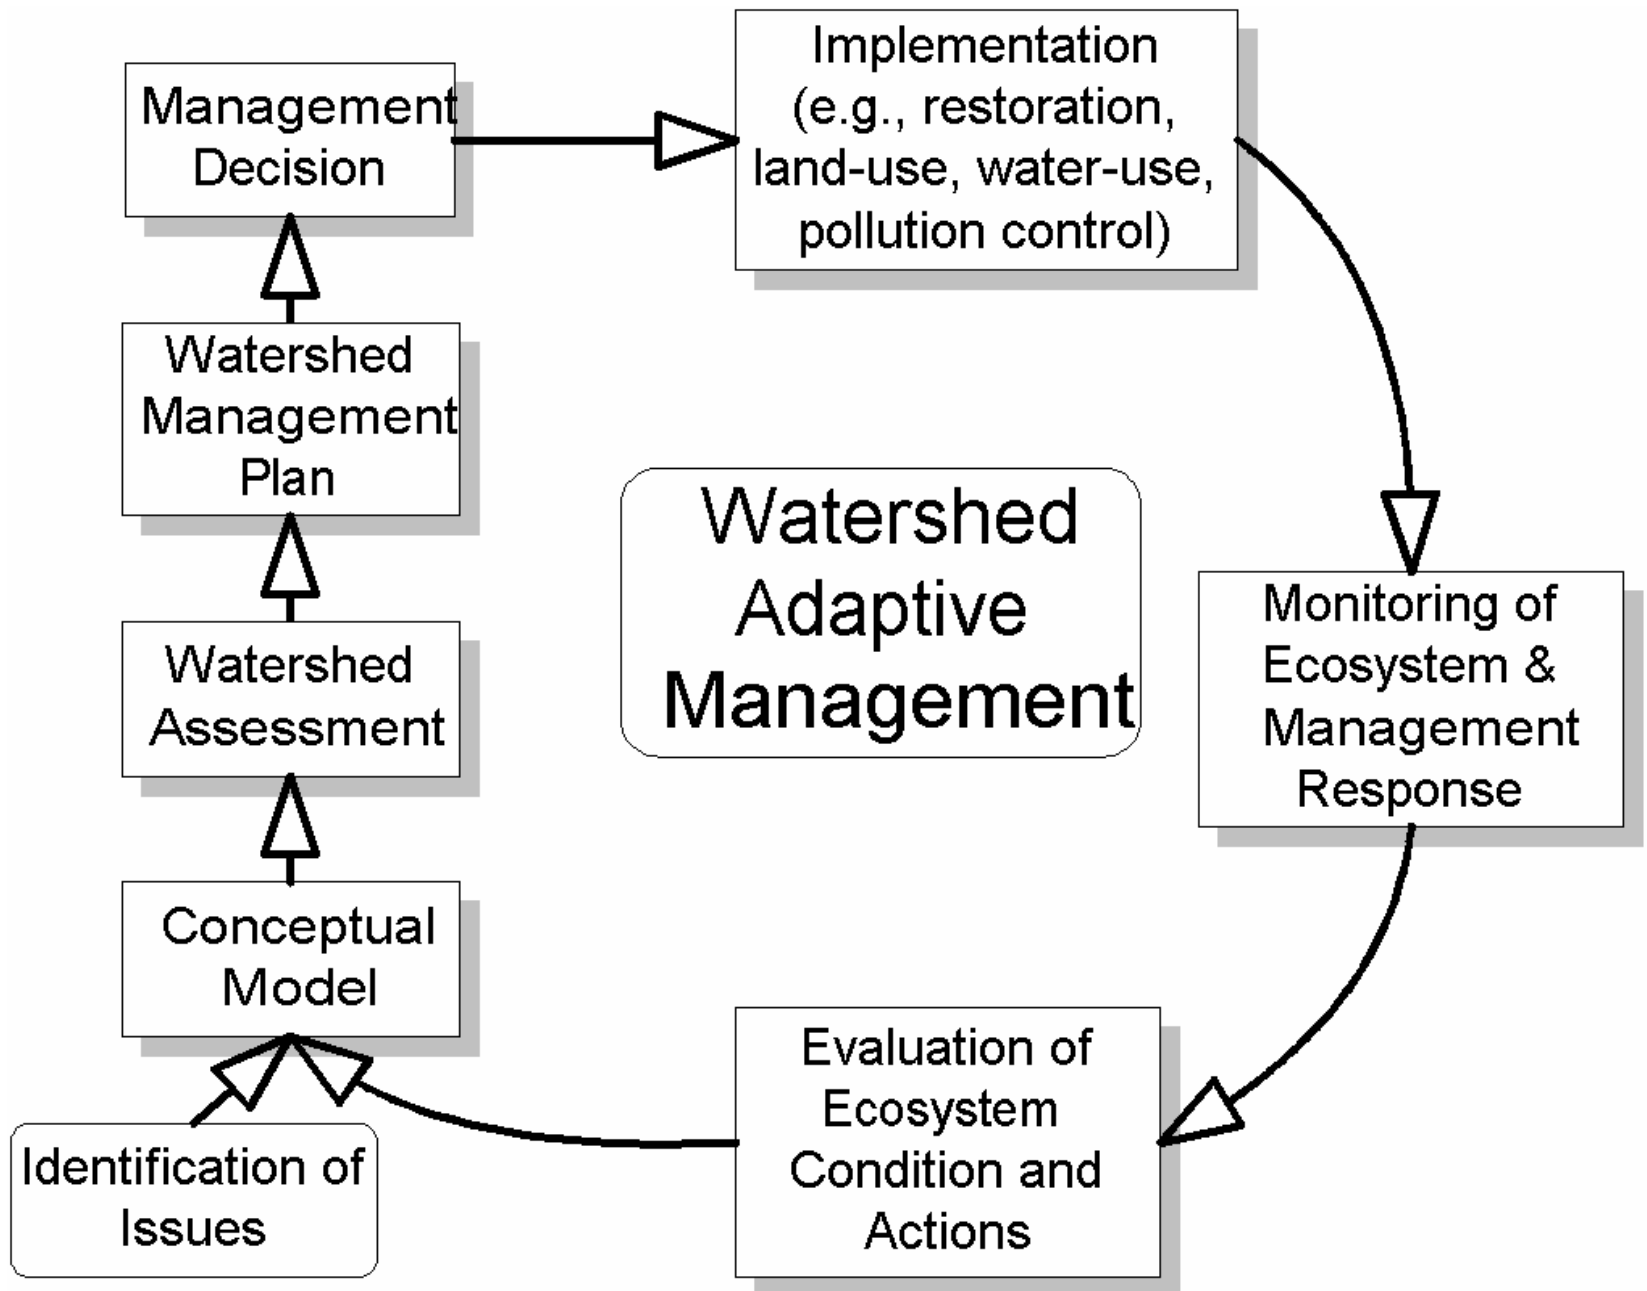 Management
Decision
Implementation
(e.g., restoration,
land-use, water-use,
pollution control)
Watershed
Management
Plan
Watershed
Adaptive
Management
Monitoring of
Ecosystem &
Management
Response
Watershed
Assessment
Conceptual
Model
Evaluation of
Ecosystem
Condition and
Actions
Identification of
Issues